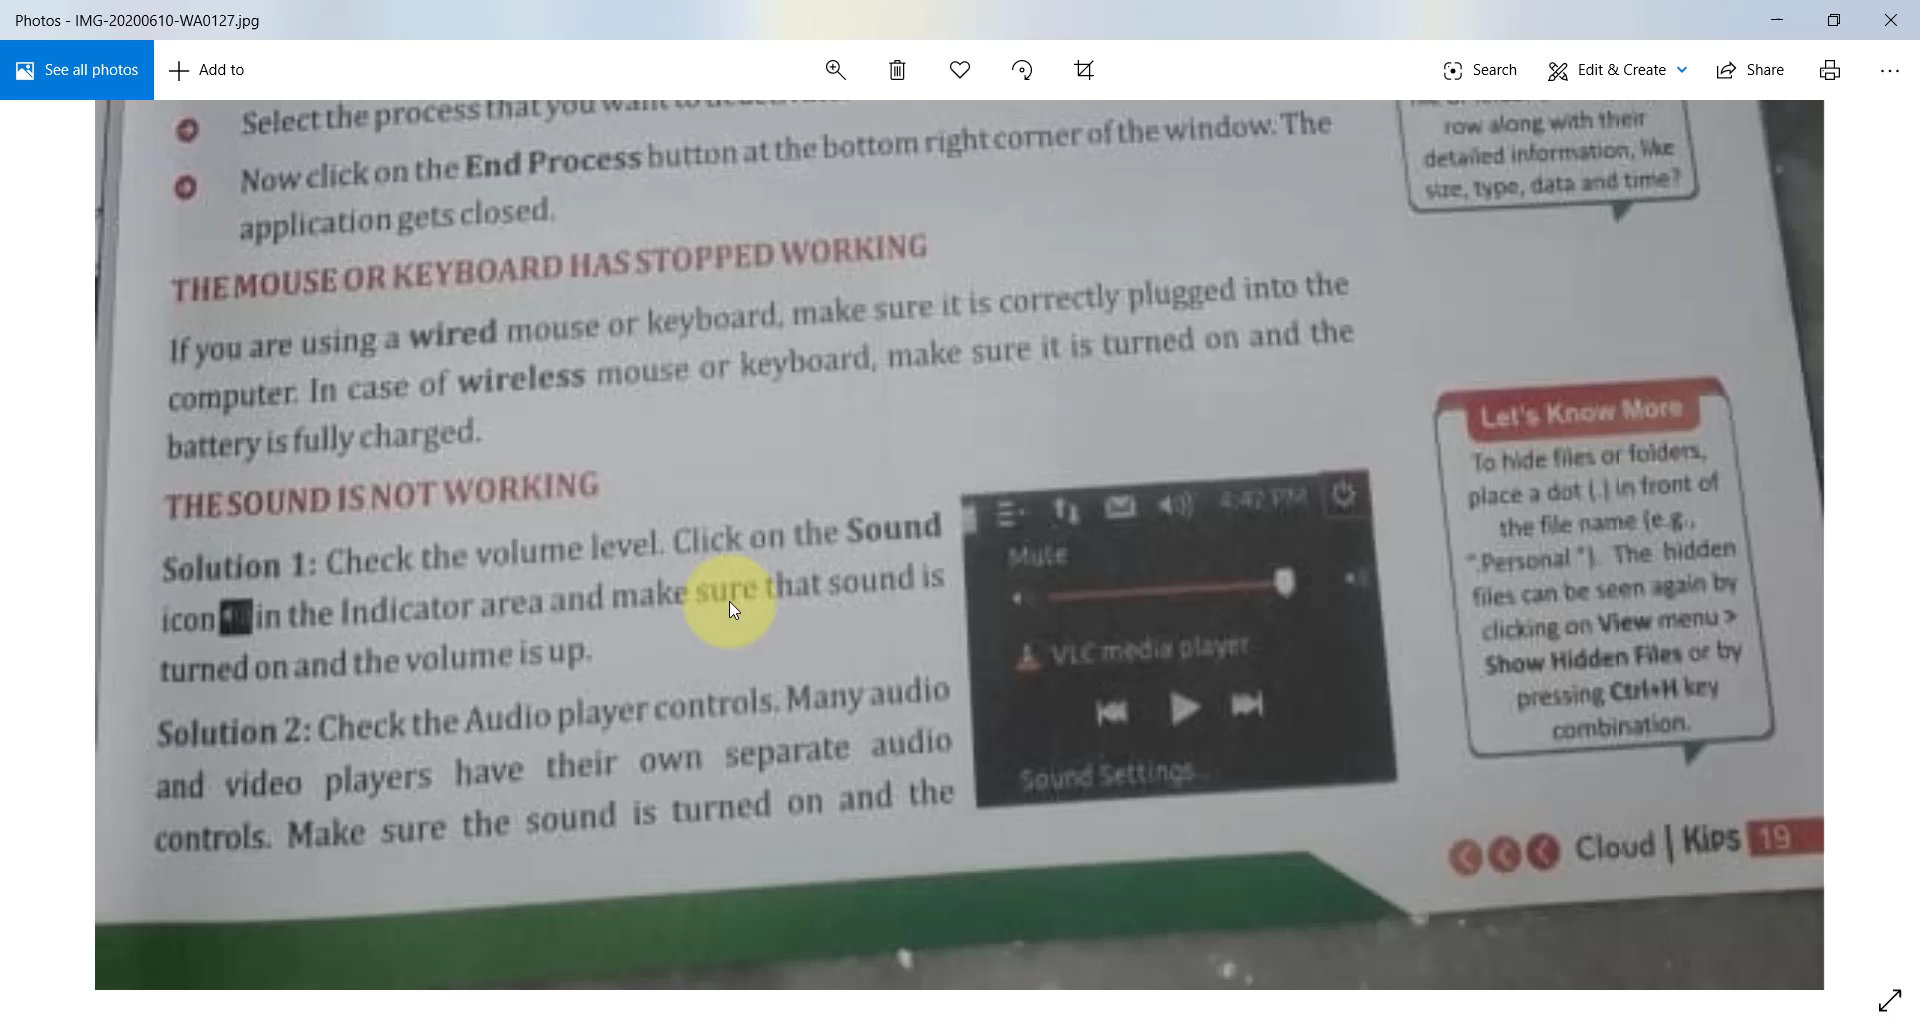 Photos - IMG-20200610-WA0127.jpg
See all photos
Add to
Search
Edit & Create
Share
Select the process that you want to
Now click on the End Process button at the bottom right corner of the window. The
application gets closed.
THE MOUSE OR KEYBOARD HAS STOPPED WORKING
If you are using a wired mouse or keyboard, make sure it is correctly plugged into the
computer. In case of wireless mouse or keyboard, make sure it is turned on and the
battery is fully charged.
THE SOUND IS NOT WORKING
Solution 1: Check the volume level. Click on the Sound
icon in the Indicator area and make sure that sound is
turned on and the volume is up.
Solution 2: Check the Audio player controls. Many audio
and video players have their own separate audio
controls. Make sure the sound is turned on and the
4:42 PM
Mute
VLC media player
Sound Settings...
row along with their
detailed information, like
size, type, data and time?
Let's Know More
To hide files or folders,
place a dot (.) in front of
the file name (e.g.,
".Personal"). The hidden
files can be seen again by
clicking on View menu >
Show Hidden Files or by
pressing Ctrl+H key
combination.
Cloud | Kips 19